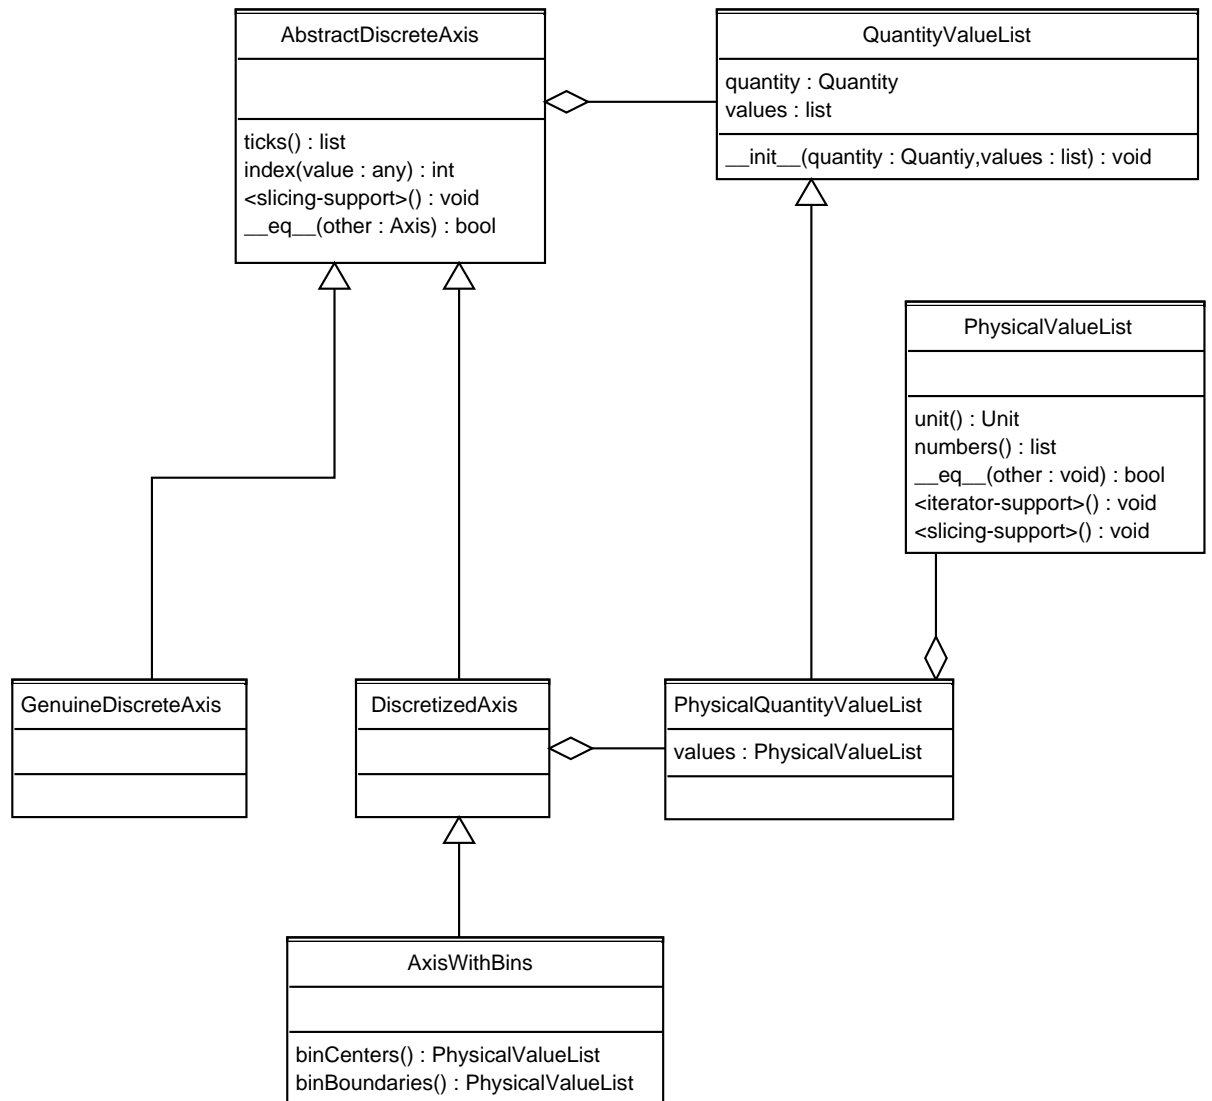 AbstractDiscreteAxis
ticks() : list
index(value : any) : int
<slicing-support>() : void
__eq__(other : Axis) : bool
QuantityValueList
quantity : Quantity
values : list
__init__(quantity : Quantiy,values : list) : void
PhysicalValueList
unit() : Unit
numbers() : list
__eq__(other : void) : bool
<iterator-support>() : void
<slicing-support>() : void
GenuineDiscreteAxis
DiscretizedAxis
PhysicalQuantityValueList
values : PhysicalValueList
AxisWithBins
binCenters() : PhysicalValueList
binBoundaries() : PhysicalValueList